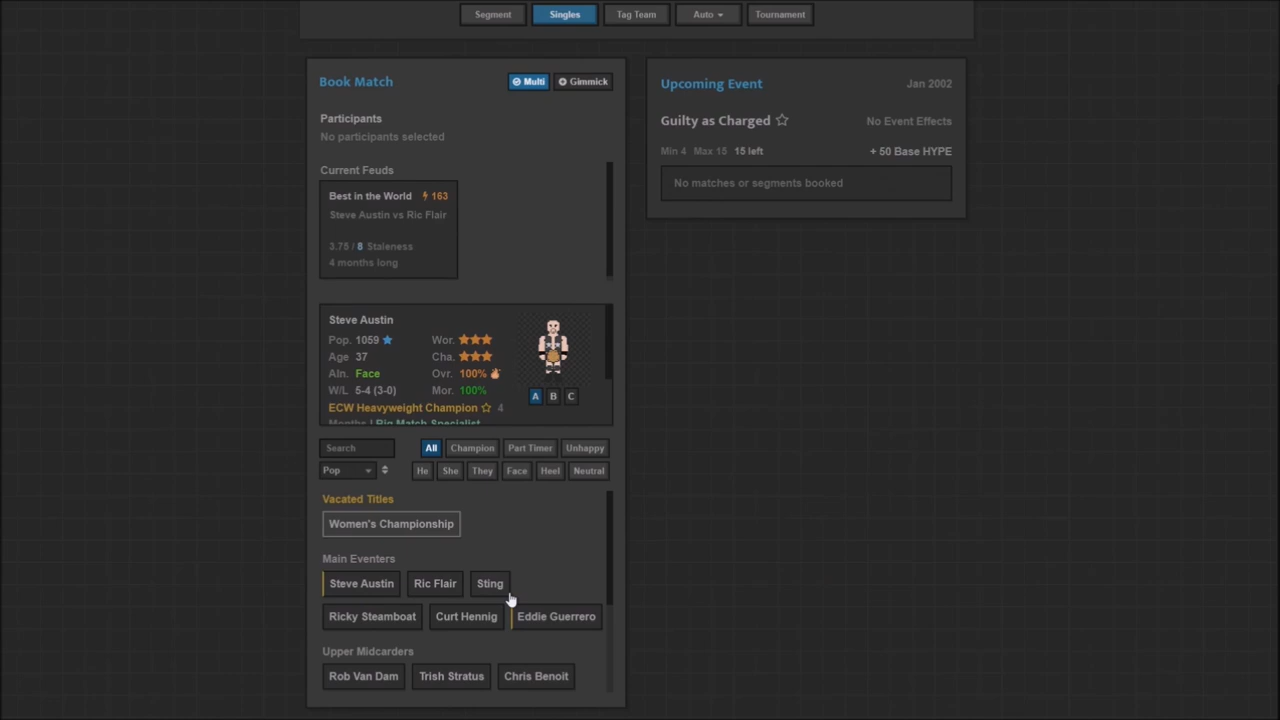 Segment Singles Tag Team Auto Tournament
Book Match Multi Gimmick
Participants
No participants selected
Current Feuds
Best in the World 163
Steve Austin vs Ric Flair
3.75 / 8 Staleness
4 months long
Steve Austin
Pop. 1059 Wor.
Age 37 Cha.
Aln. Face Ovr. 100%
W/L 5-4 (3-0) Mor. 100%
A B C
ECW Heavyweight Champion 4
Months | Big Match Specialist
Search All Champion Part Timer Unhappy
Pop He She They Face Heel Neutral
Vacated Titles
Women's Championship
Main Eventers
Steve Austin Ric Flair Sting
Ricky Steamboat Curt Hennig Eddie Guerrero
Upper Midcarders
Rob Van Dam Trish Stratus Chris Benoit
Upcoming Event Jan 2002
Guilty as Charged No Event Effects
Min 4 Max 15 15 left + 50 Base HYPE
No matches or segments booked